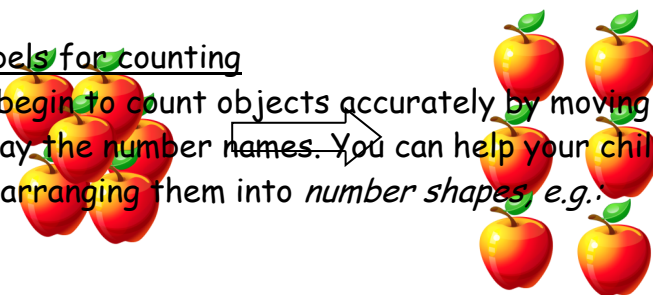 bels for counting
begin to count objects accurately by moving
ay the number names. You can help your chil
arranging them into number shapes, e.g.: